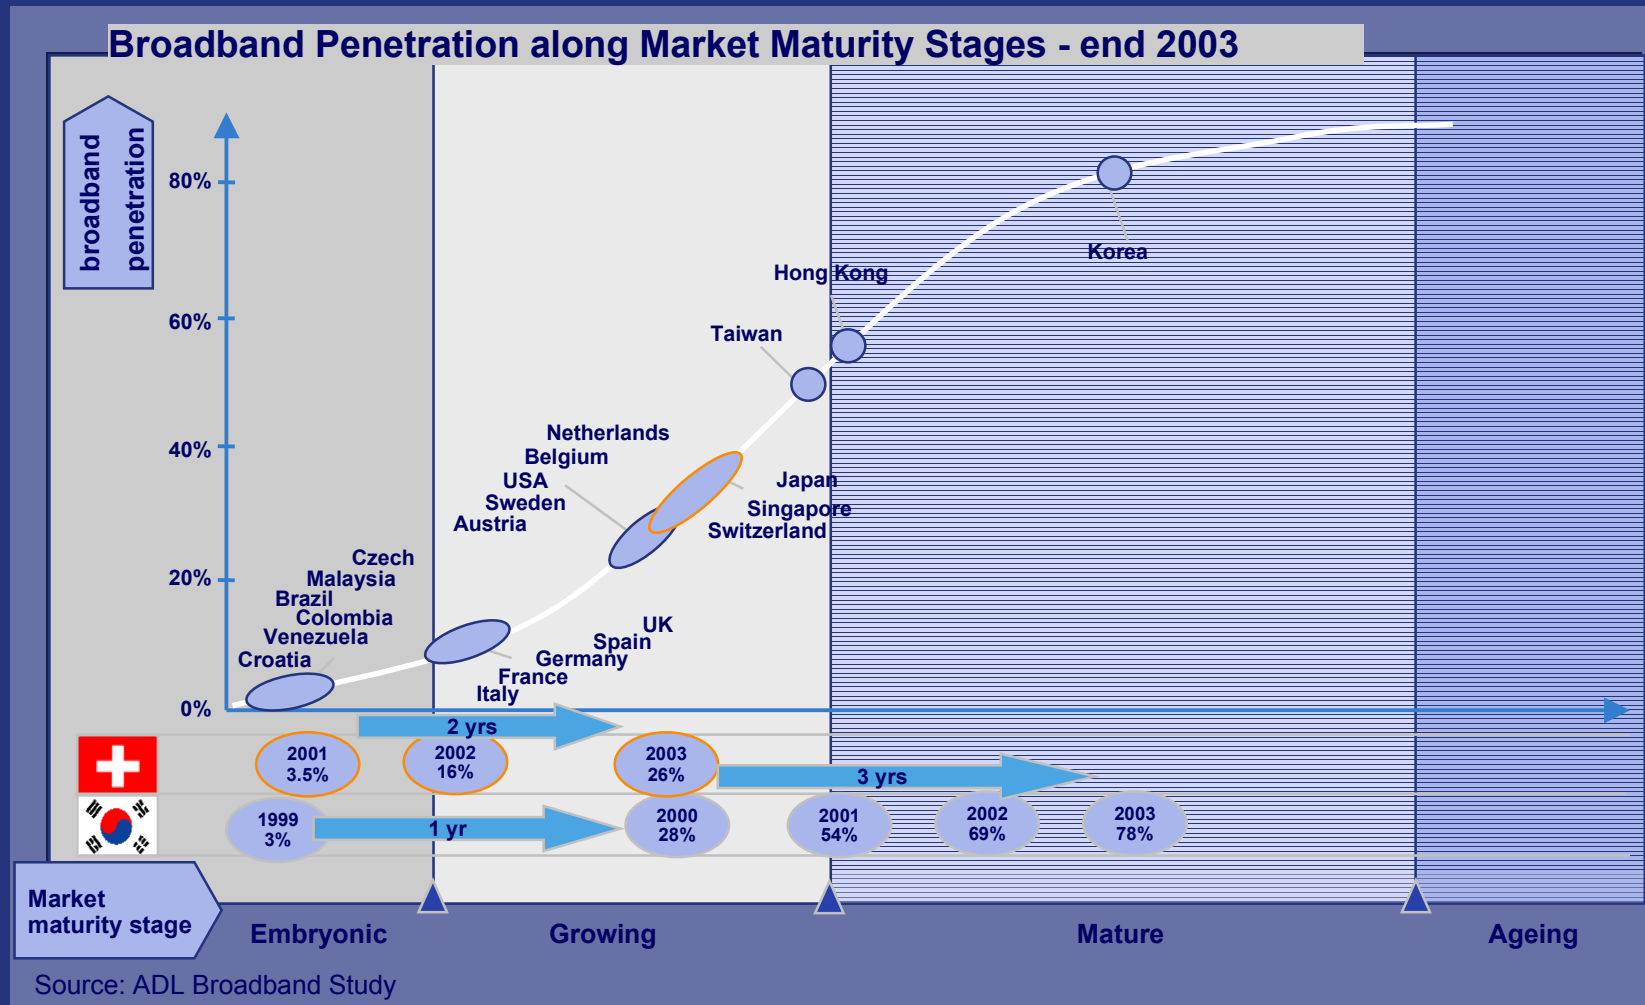 Broadband Penetration along Market Maturity Stages - end 2003
broadband
penetration
80%
60%
40%
20%
0%
Korea
Hong Kong
Taiwan
Netherlands
Belgium
USA
Sweden
Austria
Japan
Singapore
Switzerland
Czech
Malaysia
Brazil
Colombia
Venezuela
Croatia
UK
Spain
Germany
France
Italy
2 yrs
2001
3.5%
2002
16%
2003
26%
3 yrs
1999
3%
1 yr
2000
28%
2001
54%
2002
69%
2003
78%
Market
maturity stage
Embryonic
Growing
Mature
Ageing
Source: ADL Broadband Study